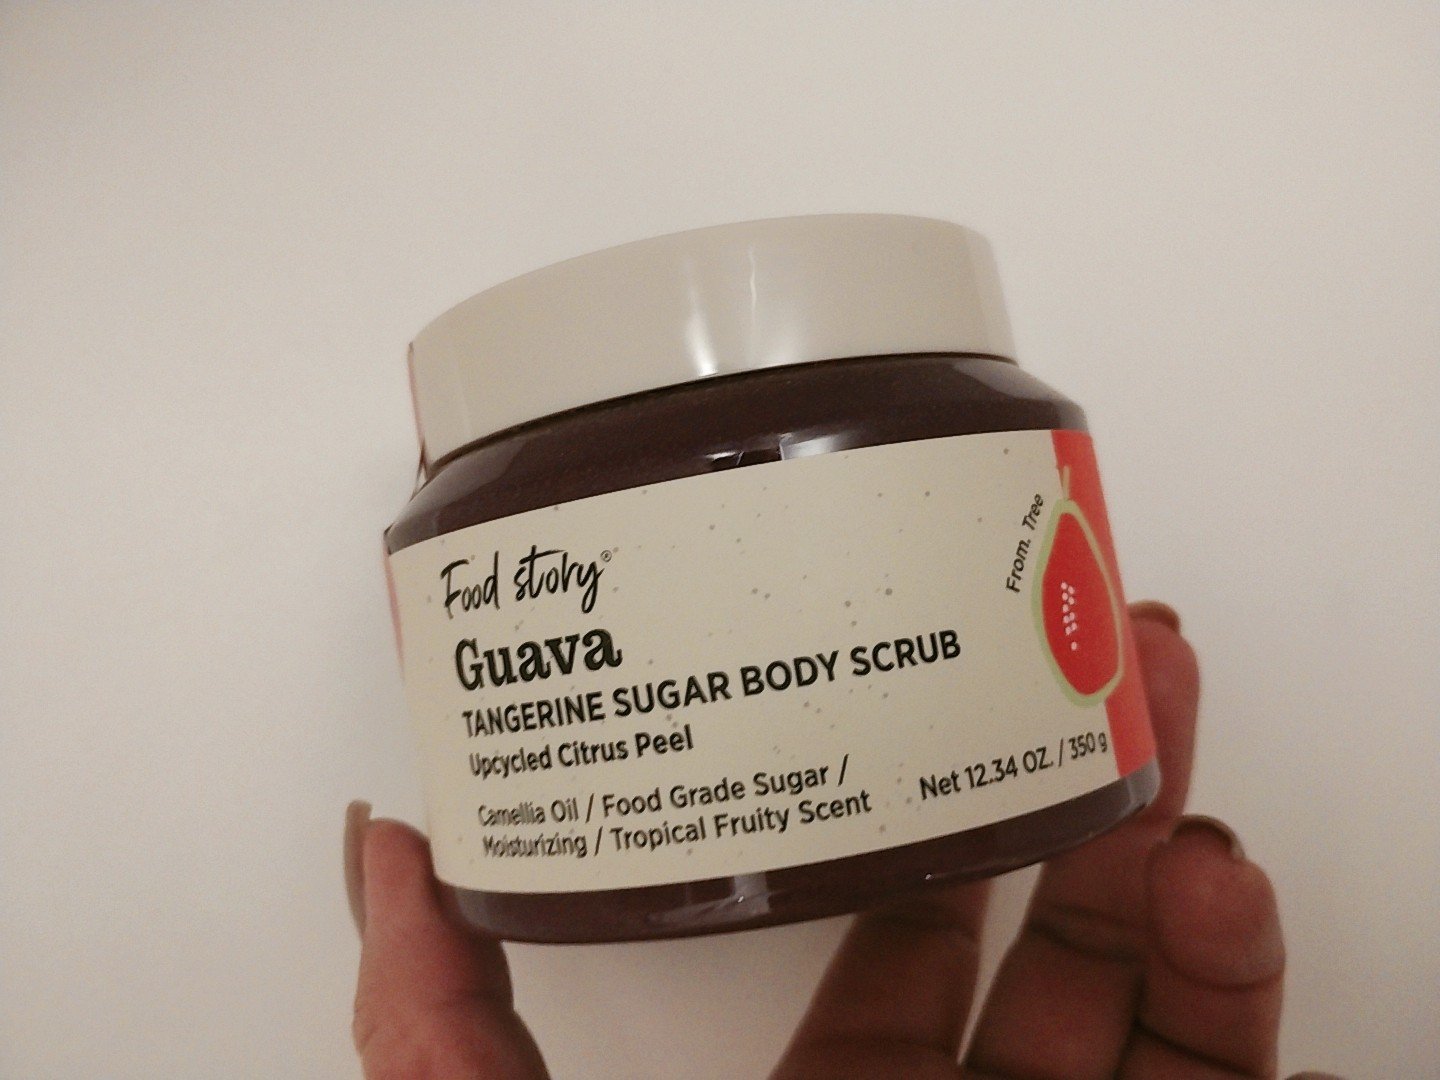 Food story®
Guava
TANGERINE SUGAR BODY SCRUB
Upcycled Citrus Peel
Camellia Oil / Food Grade Sugar /
Moisturizing / Tropical Fruity Scent
Net 12.34 OZ. / 350 g
From. Tree